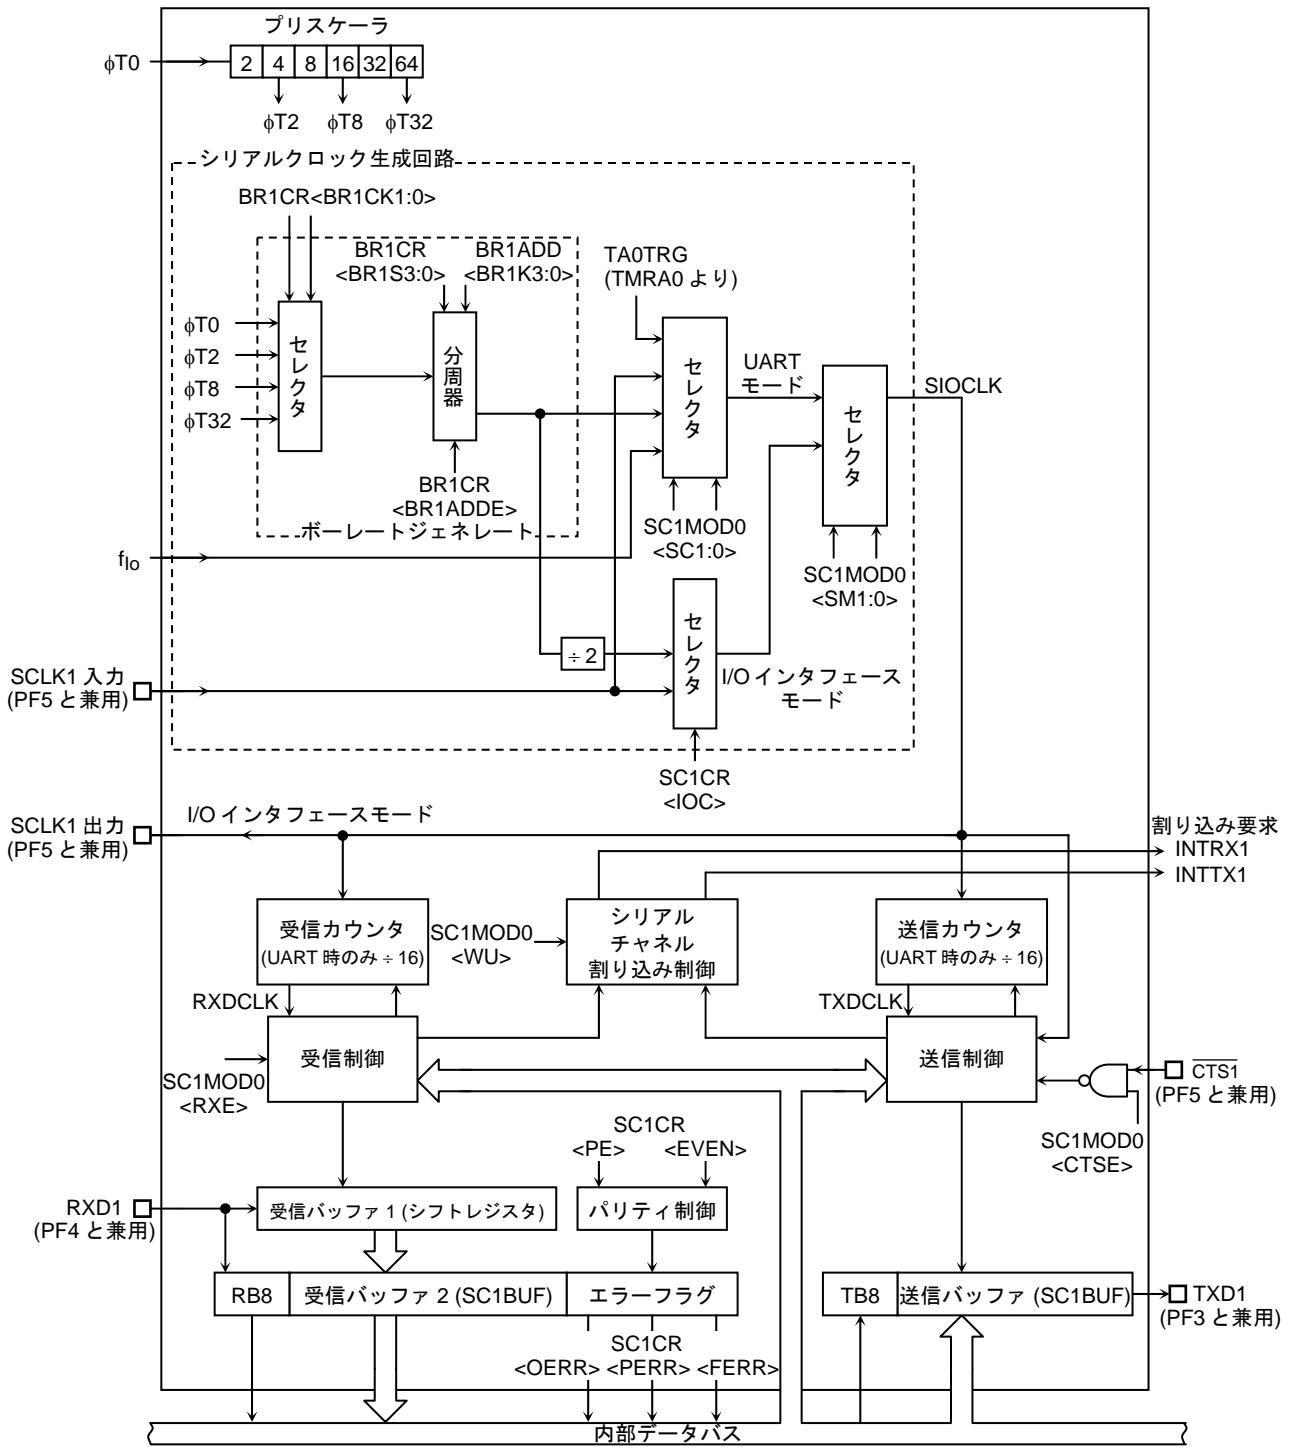 プリスケーラ
φT0
2 4 8 16 32 64
φT2 φT8 φT32
シリアルクロック生成回路
BR1CR<BR1CK1:0>
BR1CR
<BR1S3:0>
BR1ADD
<BR1K3:0>
TA0TRG
(TMRA0 より)
φT0
φT2
φT8
φT32
セレクタ
分周器
セレクタ
UART
モード
セレクタ
SIOCLK
BR1CR
<BR1ADDE>
ボーレートジェネレート
SC1MOD0
<SC1:0>
fIo
SC1MOD0
<SM1:0>
÷2
セレクタ
I/O インタフェース
モード
SCLK1 入力
(PF5 と兼用)
SC1CR
<IOC>
I/O インタフェースモード
SCLK1 出力
(PF5 と兼用)
割り込み要求
INTRX1
INTTX1
受信カウンタ
(UART 時のみ ÷ 16)
SC1MOD0
<WU>
シリアル
チャネル
割り込み制御
送信カウンタ
(UART 時のみ ÷ 16)
RXDCLK
TXDCLK
受信制御
送信制御
SC1MOD0
<RXE>
CTS1
(PF5 と兼用)
SC1MOD0
<CTSE>
SC1CR
<PE> <EVEN>
RXD1
(PF4 と兼用)
受信バッファ 1 (シフトレジスタ)
パリティ制御
RB8
受信バッファ 2 (SC1BUF)
エラーフラグ
TB8
送信バッファ (SC1BUF)
TXD1
(PF3 と兼用)
SC1CR
<OERR> <PERR> <FERR>
内部データバス